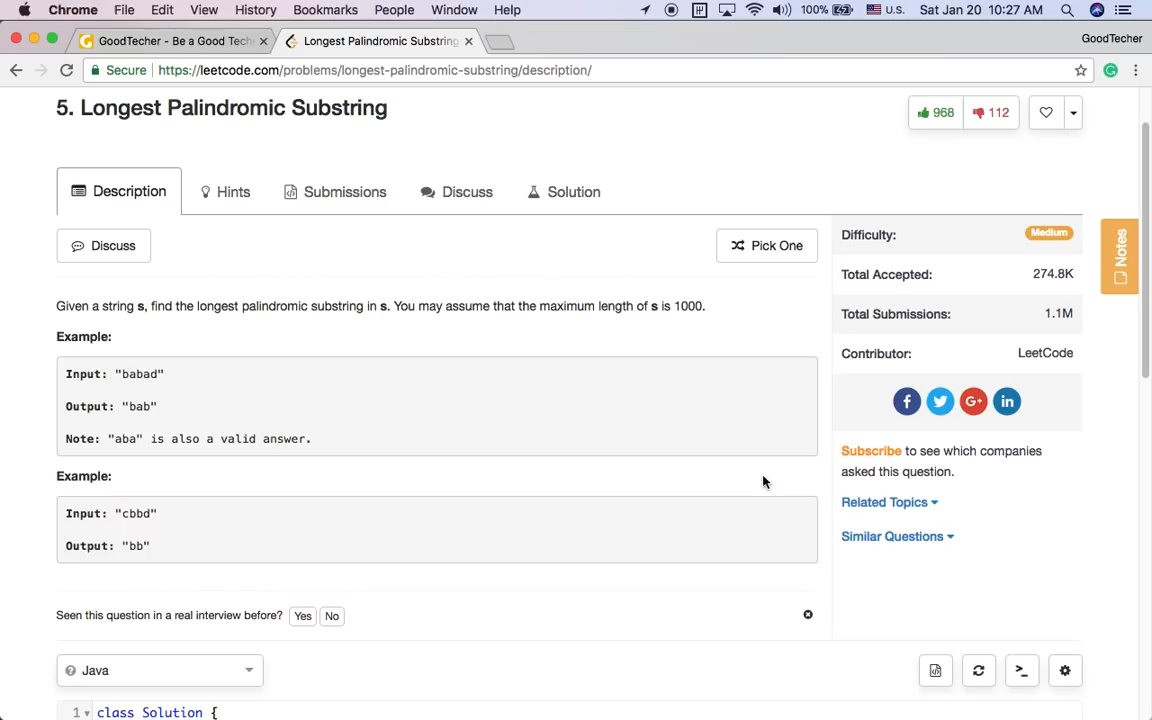 Chrome File Edit View History Bookmarks People Window Help 100% U.S. Sat Jan 20 10:27 AM
GoodTecher - Be a Good Tech Longest Palindromic Substring GoodTecher
Secure https://leetcode.com/problems/longest-palindromic-substring/description/
5. Longest Palindromic Substring
968 112
Description Hints Submissions Discuss Solution
Notes
Discuss Pick One
Difficulty: Medium
Total Accepted: 274.8K
Total Submissions: 1.1M
Contributor: LeetCode
Subscribe to see which companies
asked this question.
Related Topics
Similar Questions
Given a string s, find the longest palindromic substring in s. You may assume that the maximum length of s is 1000.
Example:
Input: "babad"
Output: "bab"
Note: "aba" is also a valid answer.
Example:
Input: "cbbd"
Output: "bb"
Seen this question in a real interview before? Yes No
Java
1 class Solution {